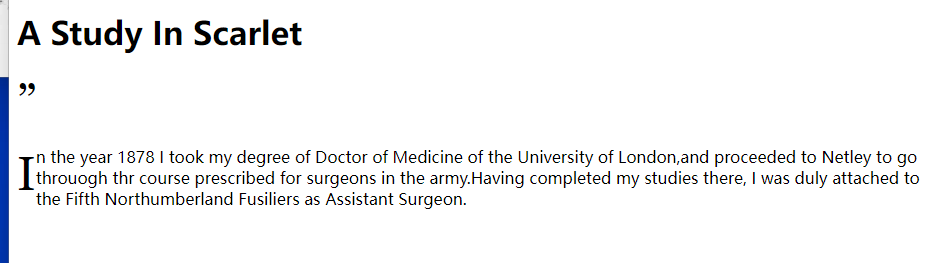 A Study In Scarlet
”
In the year 1878 I took my degree of Doctor of Medicine of the University of London,and proceeded to Netley to go
throuogh thr course prescribed for surgeons in the army.Having completed my studies there, I was duly attached to
the Fifth Northumberland Fusiliers as Assistant Surgeon.